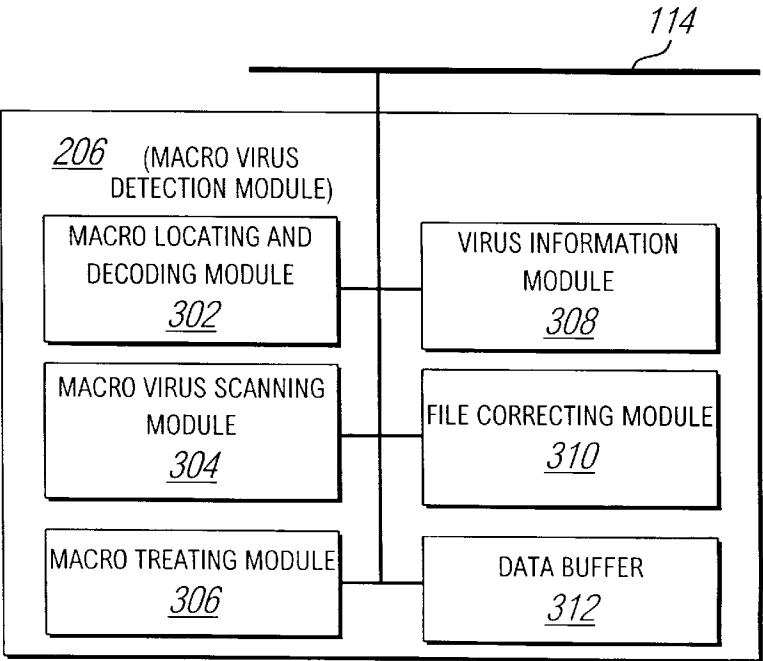 114
206 (MACRO VIRUS
DETECTION MODULE)
MACRO LOCATING AND
DECODING MODULE
302
VIRUS INFORMATION
MODULE
308
MACRO VIRUS SCANNING
MODULE
304
FILE CORRECTING MODULE
310
MACRO TREATING MODULE
306
DATA BUFFER
312